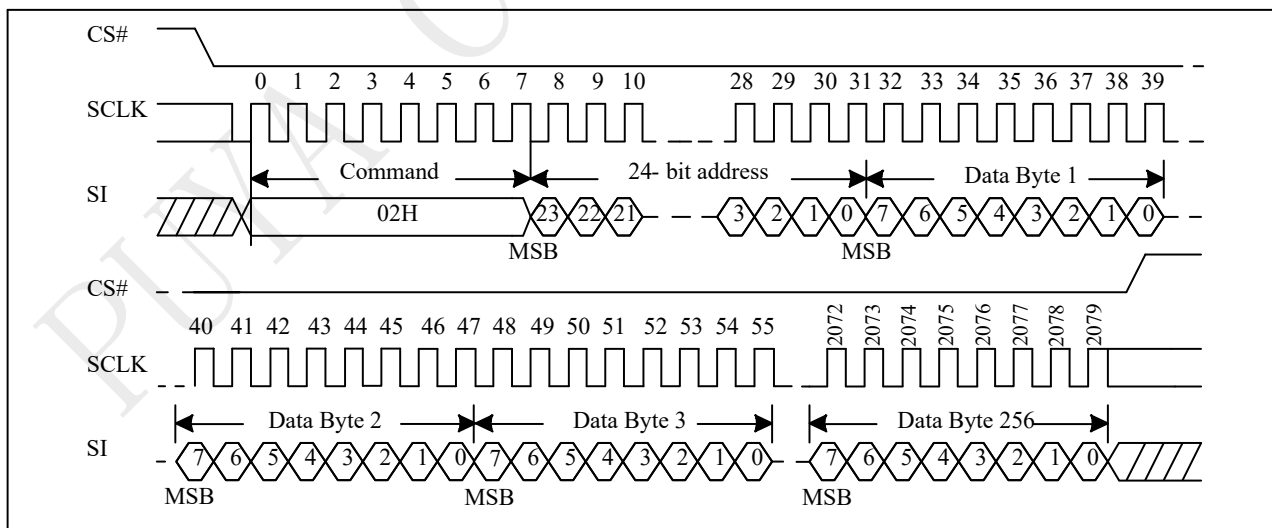 PUYA
CS#
0 1 2 3 4 5 6 7 8 9 10 28 29 30 31 32 33 34 35 36 37 38 39
SCLK
Command 24- bit address Data Byte 1
SI
02H 23 22 21 3 2 1 0 7 6 5 4 3 2 1 0
MSB MSB
CS#
40 41 42 43 44 45 46 47 48 49 50 51 52 53 54 55 2072 2073 2074 2075 2076 2077 2078 2079
SCLK
Data Byte 2 Data Byte 3 Data Byte 256
SI
7 6 5 4 3 2 1 0 7 6 5 4 3 2 1 0 7 6 5 4 3 2 1 0
MSB MSB MSB